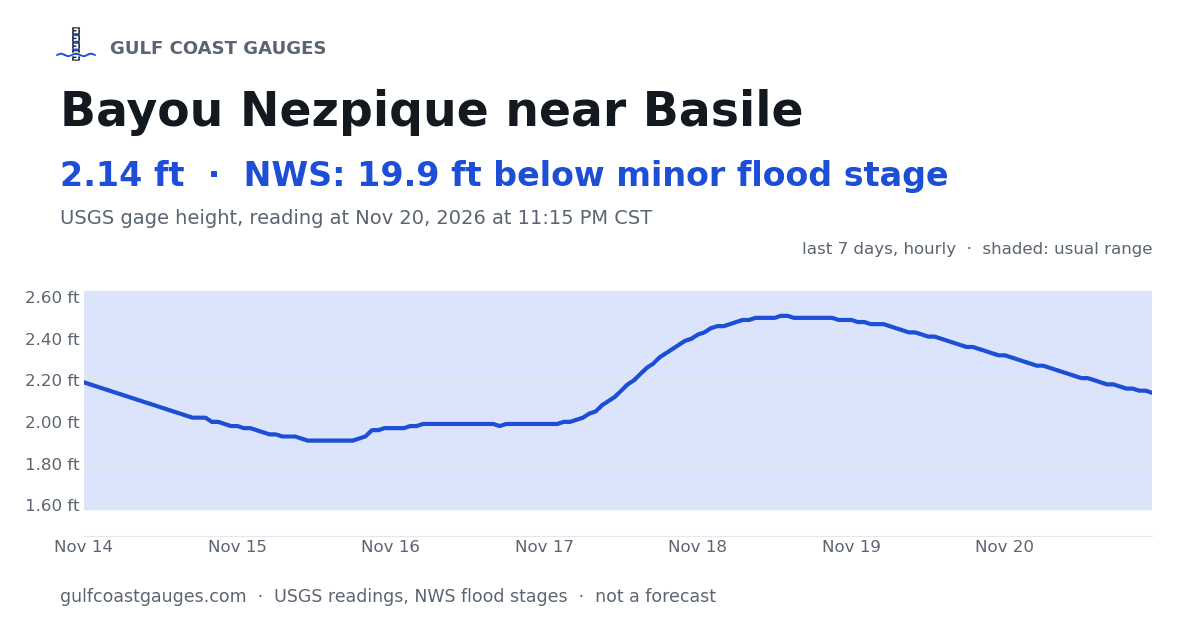 GULF COAST GAUGES
Bayou Nezpique near Basile
2.14 ft · NWS: 19.9 ft below minor flood stage
USGS gage height, reading at Nov 20, 2026 at 11:15 PM CST
last 7 days, hourly · shaded: usual range
2.60 ft
2.40 ft
2.20 ft
2.00 ft
1.80 ft
1.60 ft
Nov 14 Nov 15 Nov 16 Nov 17 Nov 18 Nov 19 Nov 20
gulfcoastgauges.com · USGS readings, NWS flood stages · not a forecast